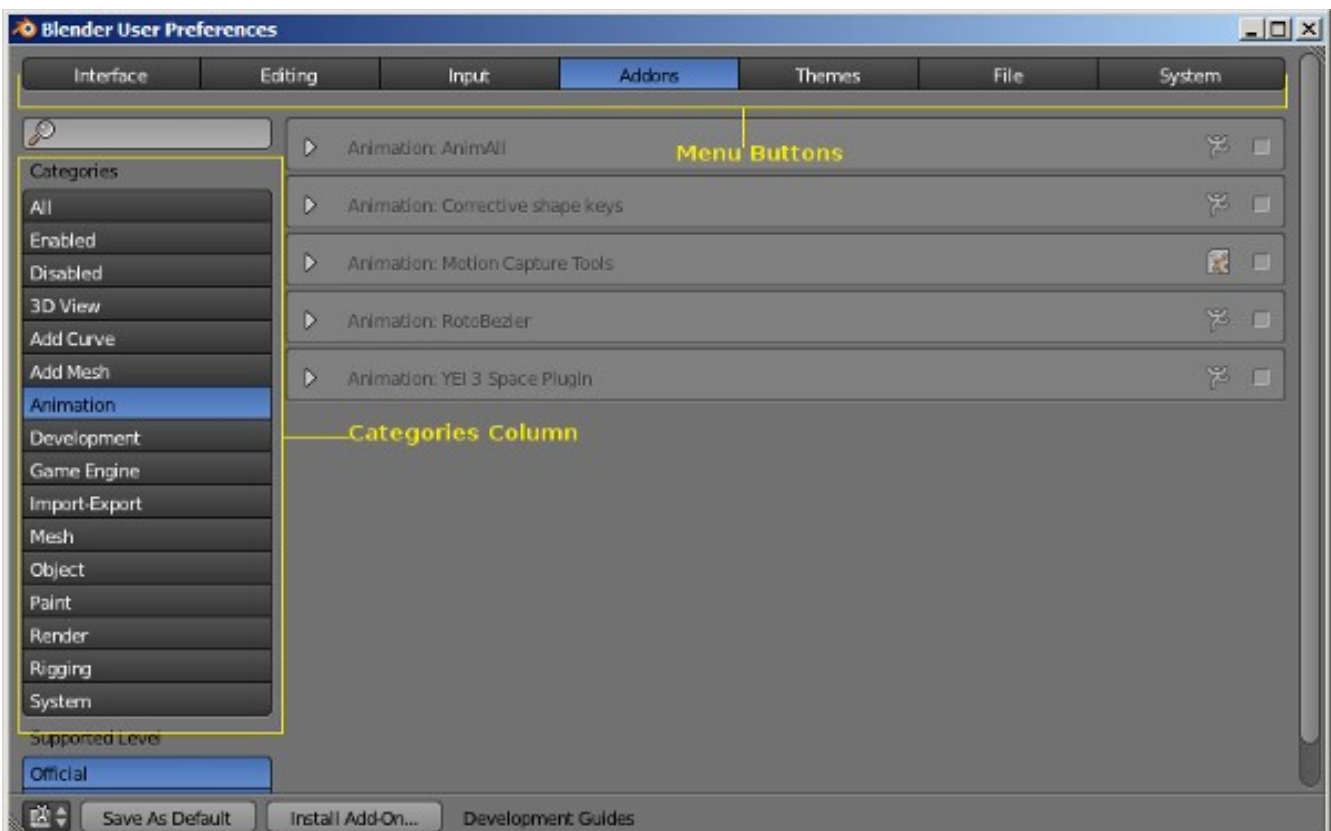 Blender User Preferences
Interface Editing Input Addons Themes File System
Menu Buttons
Categories
All
Enabled
Disabled
3D View
Add Curve
Add Mesh
Animation
Development
Game Engine
Import-Export
Mesh
Object
Paint
Render
Rigging
System
Supported Level
Official
Animation: AnimAll
Animation: Corrective shape keys
Animation: Motion Capture Tools
Animation: RotoBezier
Animation: YEI 3 Space Plugin
Categories Column
Save As Default Install Add-On... Development Guides